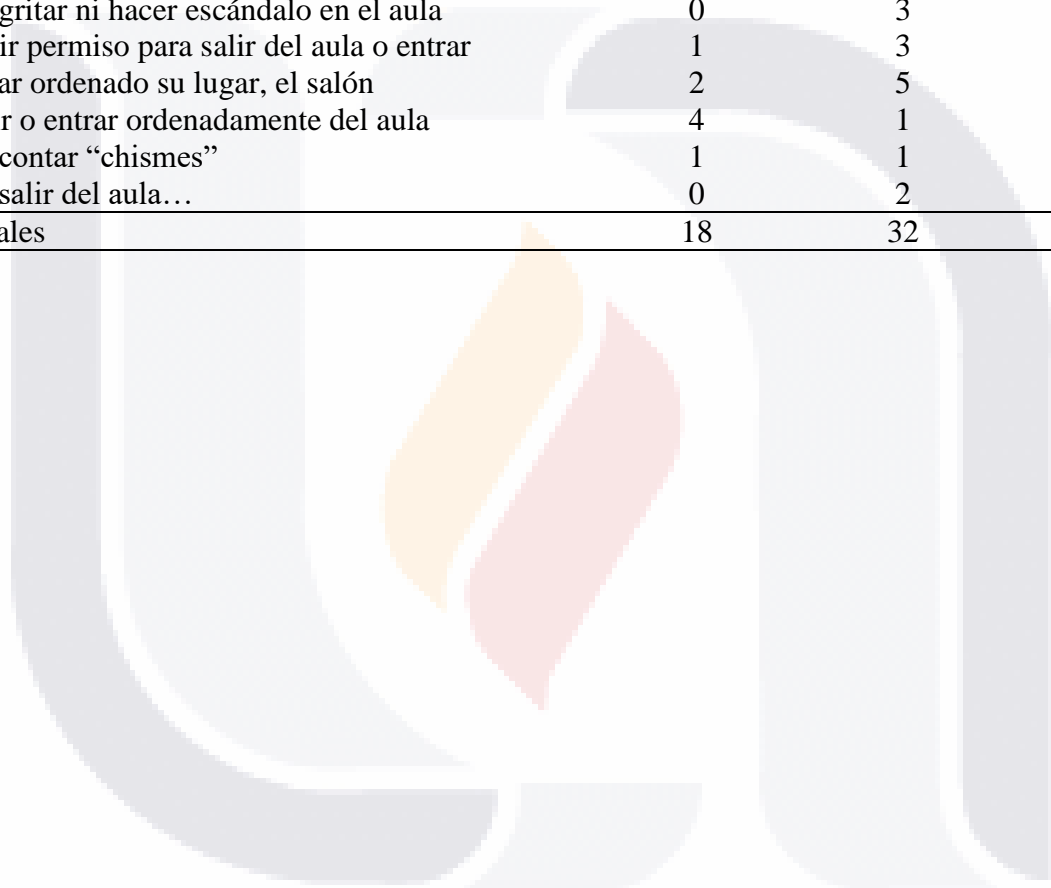 gritar ni hacer escándalo en el aula 0 3
ir permiso para salir del aula o entrar 1 3
ar ordenado su lugar, el salón 2 5
r o entrar ordenadamente del aula 4 1
contar “chismes” 1 1
salir del aula… 0 2
ales 18 32